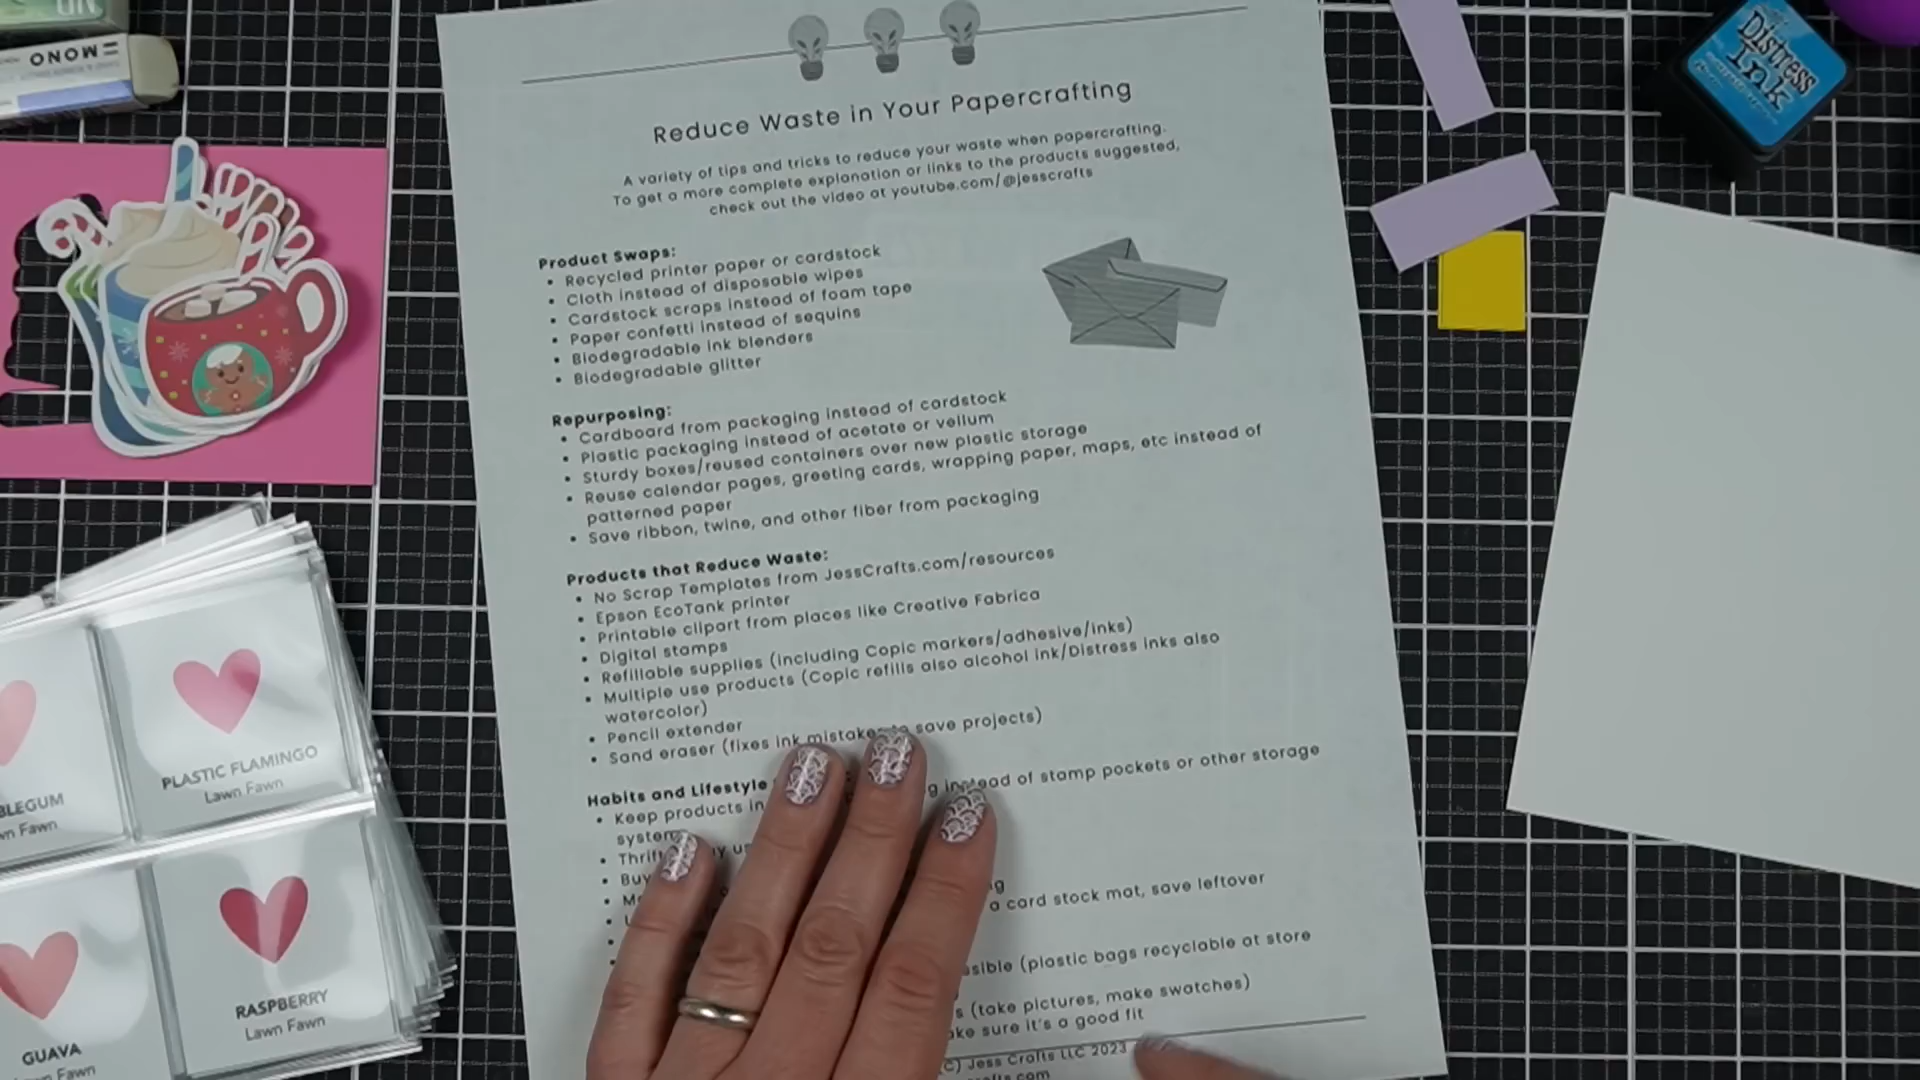 MONO
Distress
Ink
Reduce Waste in Your Papercrafting
A variety of tips and tricks to reduce your waste when papercrafting.
To get a more complete explanation or links to the products suggested,
check out the video at youtube.com/@jesscrafts
Product Swaps:
• Recycled printer paper or cardstock
• Cloth instead of disposable wipes
• Cardstock scraps instead of foam tape
• Paper confetti instead of sequins
• Biodegradable ink blenders
• Biodegradable glitter
Repurposing:
• Cardboard from packaging instead of cardstock
• Plastic packaging instead of acetate or vellum
• Sturdy boxes/reused containers over new plastic storage
• Reuse calendar pages, greeting cards, wrapping paper, maps, etc instead of
patterned paper
• Save ribbon, twine, and other fiber from packaging
Products that Reduce Waste:
• No Scrap Templates from JessCrafts.com/resources
• Epson EcoTank printer
• Printable clipart from places like Creative Fabrica
• Digital stamps
• Refillable supplies (including Copic markers/adhesive/inks)
• Multiple use products (Copic refills also alcohol ink/Distress inks also
watercolor)
• Pencil extender
• Sand eraser (fixes ink mistakes to save projects)
Habits and Lifestyle
• Keep products in instead of stamp pockets or other storage
system
• Thrift
• Buy
a card stock mat, save leftover
(plastic bags recyclable at store
(take pictures, make swatches)
sure it's a good fit
(C) Jess Crafts LLC 2023
PLASTIC FLAMINGO
Lawn Fawn
RASPBERRY
Lawn Fawn
GUAVA
Fawn